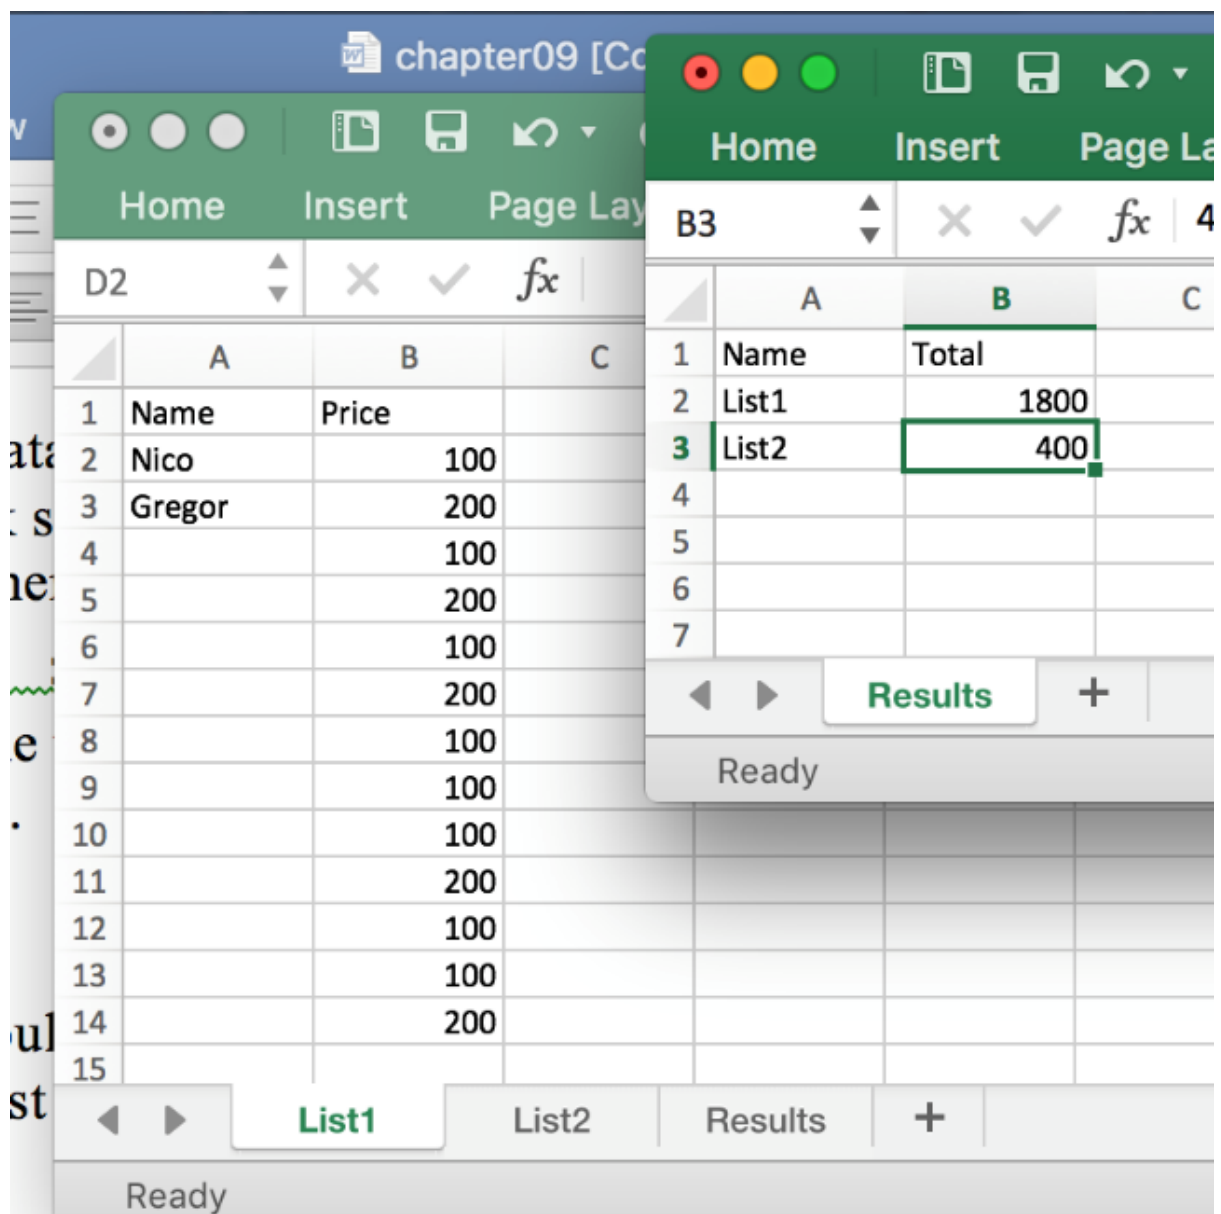 chapter09 [Co
Home Insert Page Lay
D2 fx
A B C
1 Name Price
2 Nico 100
3 Gregor 200
4 100
5 200
6 100
7 200
8 100
9 100
10 100
11 200
12 100
13 100
14 200
15
List1 List2 Results +
Ready
Home Insert Page La
B3 fx 4
A B C
1 Name Total
2 List1 1800
3 List2 400
4
5
6
7
Results +
Ready
st